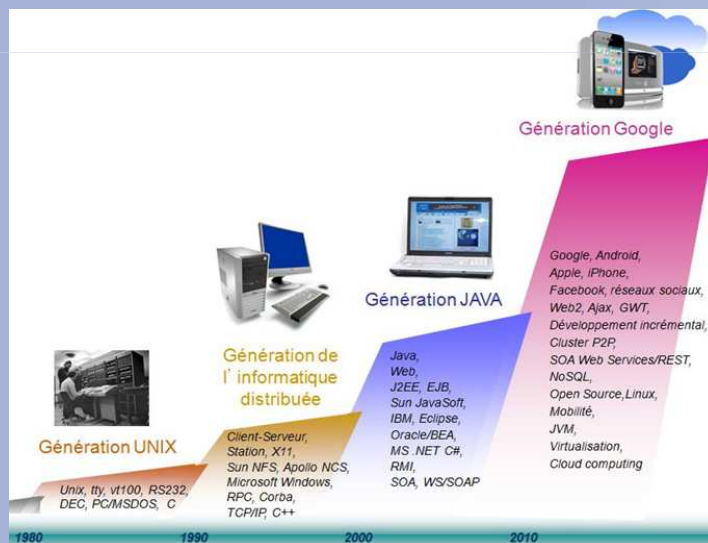 Génération UNIX
Unix, tty, vt100, RS232,
DEC, PC/MSDOS, C
Génération de
l' informatique
distribuée
Client-Serveur,
Station, X11,
Sun NFS, Apollo NCS,
Microsoft Windows,
RPC, Corba,
TCP/IP, C++
Génération JAVA
Java,
Web,
J2EE, EJB,
Sun JavaSoft,
IBM, Eclipse,
Oracle/BEA,
MS .NET C#,
RMI,
SOA, WS/SOAP
Génération Google
Google, Android,
Apple, iPhone,
Facebook, réseaux sociaux,
Web2, Ajax, GWT,
Développement incrémental,
Cluster P2P,
SOA Web Services/REST,
NoSQL,
Open Source,Linux,
Mobilité,
JVM,
Virtualisation,
Cloud computing
1980 1990 2000 2010